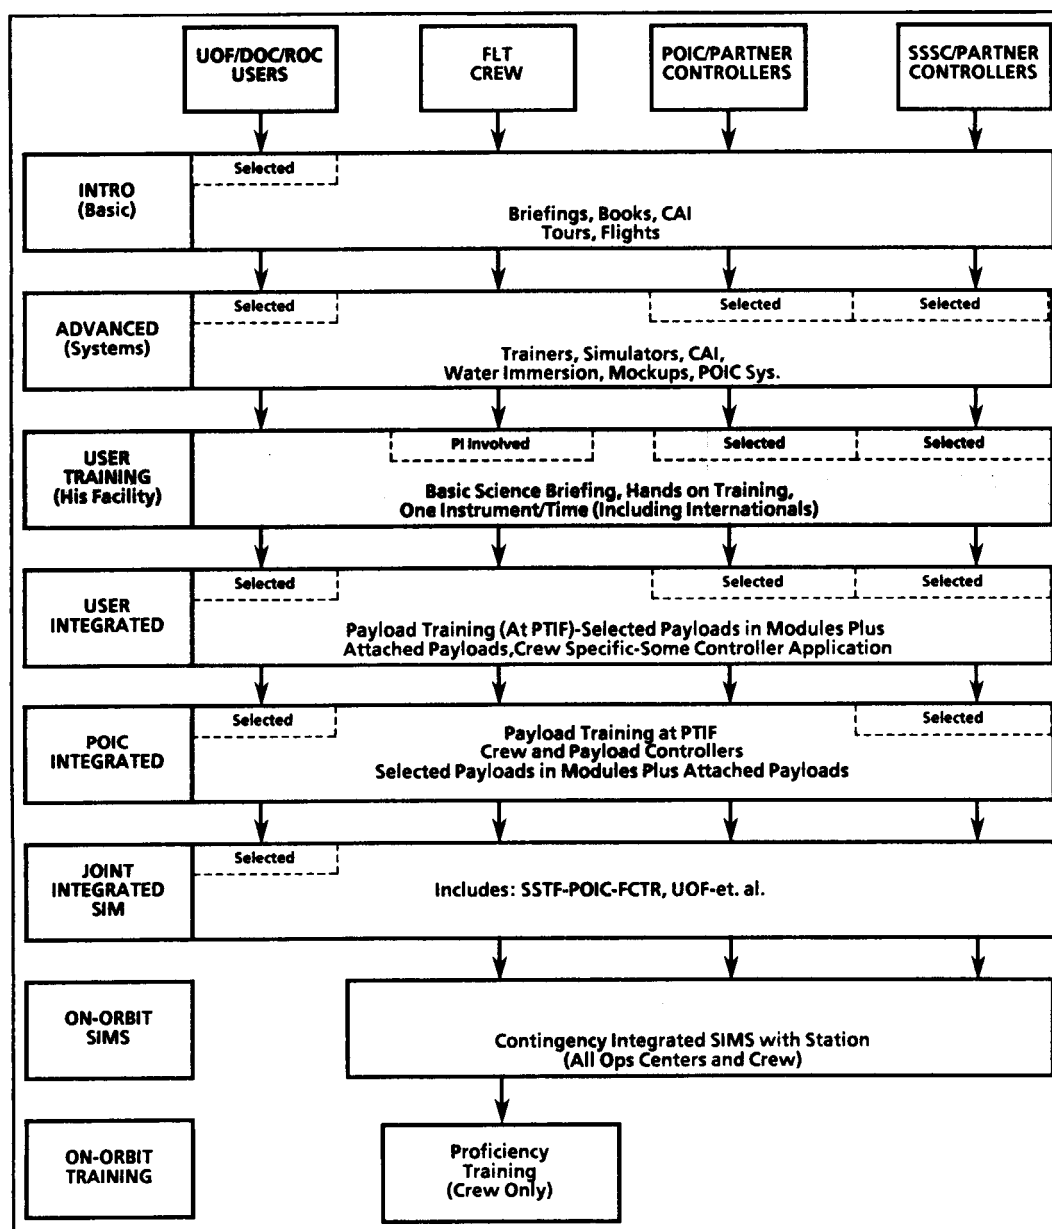 UOF/DOC/ROC
USERS
FLT
CREW
POIC/PARTNER
CONTROLLERS
SSSC/PARTNER
CONTROLLERS
INTRO
(Basic)
Selected
Briefings, Books, CAI
Tours, Flights
ADVANCED
(Systems)
Selected
Selected
Selected
Trainers, Simulators, CAI,
Water Immersion, Mockups, POIC Sys.
USER
TRAINING
(His Facility)
PI Involved
Selected
Selected
Basic Science Briefing, Hands on Training,
One Instrument/Time (Including Internationals)
USER
INTEGRATED
Selected
Selected
Selected
Payload Training (At PTIF)-Selected Payloads in Modules Plus
Attached Payloads,Crew Specific-Some Controller Application
POIC
INTEGRATED
Selected
Selected
Payload Training at PTIF
Crew and Payload Controllers
Selected Payloads in Modules Plus Attached Payloads
JOINT
INTEGRATED
SIM
Selected
Includes: SSTF-POIC-FCTR, UOF-et. al.
ON-ORBIT
SIMS
Contingency Integrated SIMS with Station
(All Ops Centers and Crew)
ON-ORBIT
TRAINING
Proficiency
Training
(Crew Only)